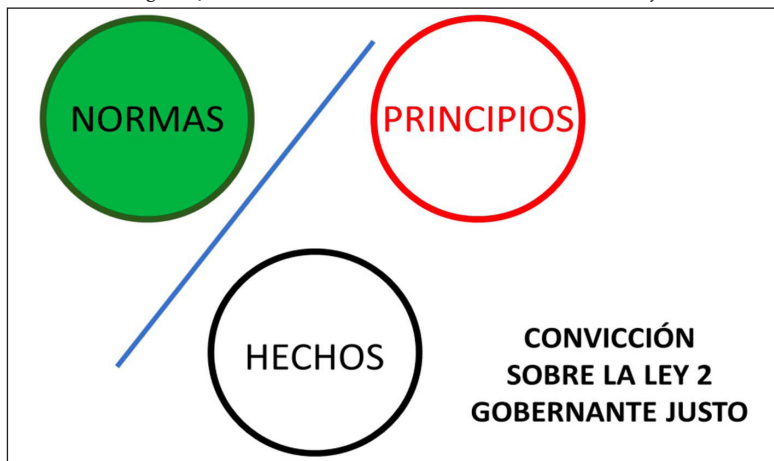 NORMAS
PRINCIPIOS
HECHOS
CONVICCIÓN
SOBRE LA LEY 2
GOBERNANTE JUSTO